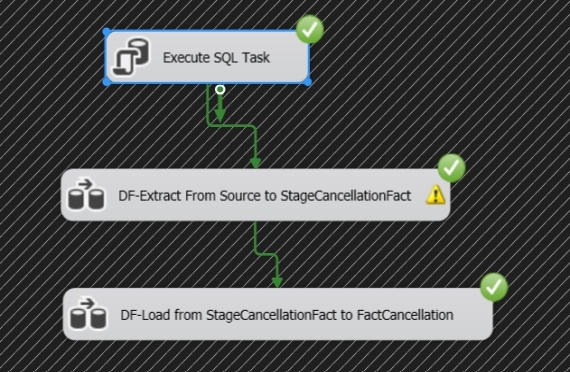 Execute SQL Task
DF-Extract From Source to StageCancellationFact
DF-Load from StageCancellationFact to FactCancellation